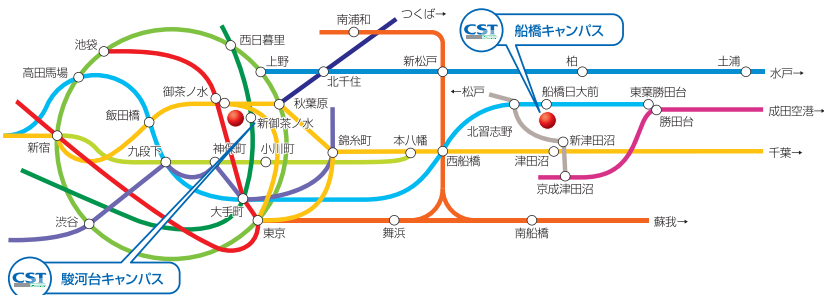 南浦和
つくば→
CST
船橋キャンパス
池袋
西日暮里
上野
新松戸
柏
土浦
水戸→
高田馬場
北千住
御茶ノ水
秋葉原
←松戸
船橋日大前
東葉勝田台
成田空港→
飯田橋
新御茶ノ水
北習志野
勝田台
新宿
九段下
神保町
小川町
錦糸町
本八幡
西船橋
津田沼
新津田沼
千葉→
京成津田沼
渋谷
大手町
東京
舞浜
南船橋
蘇我→
CST
駿河台キャンパス